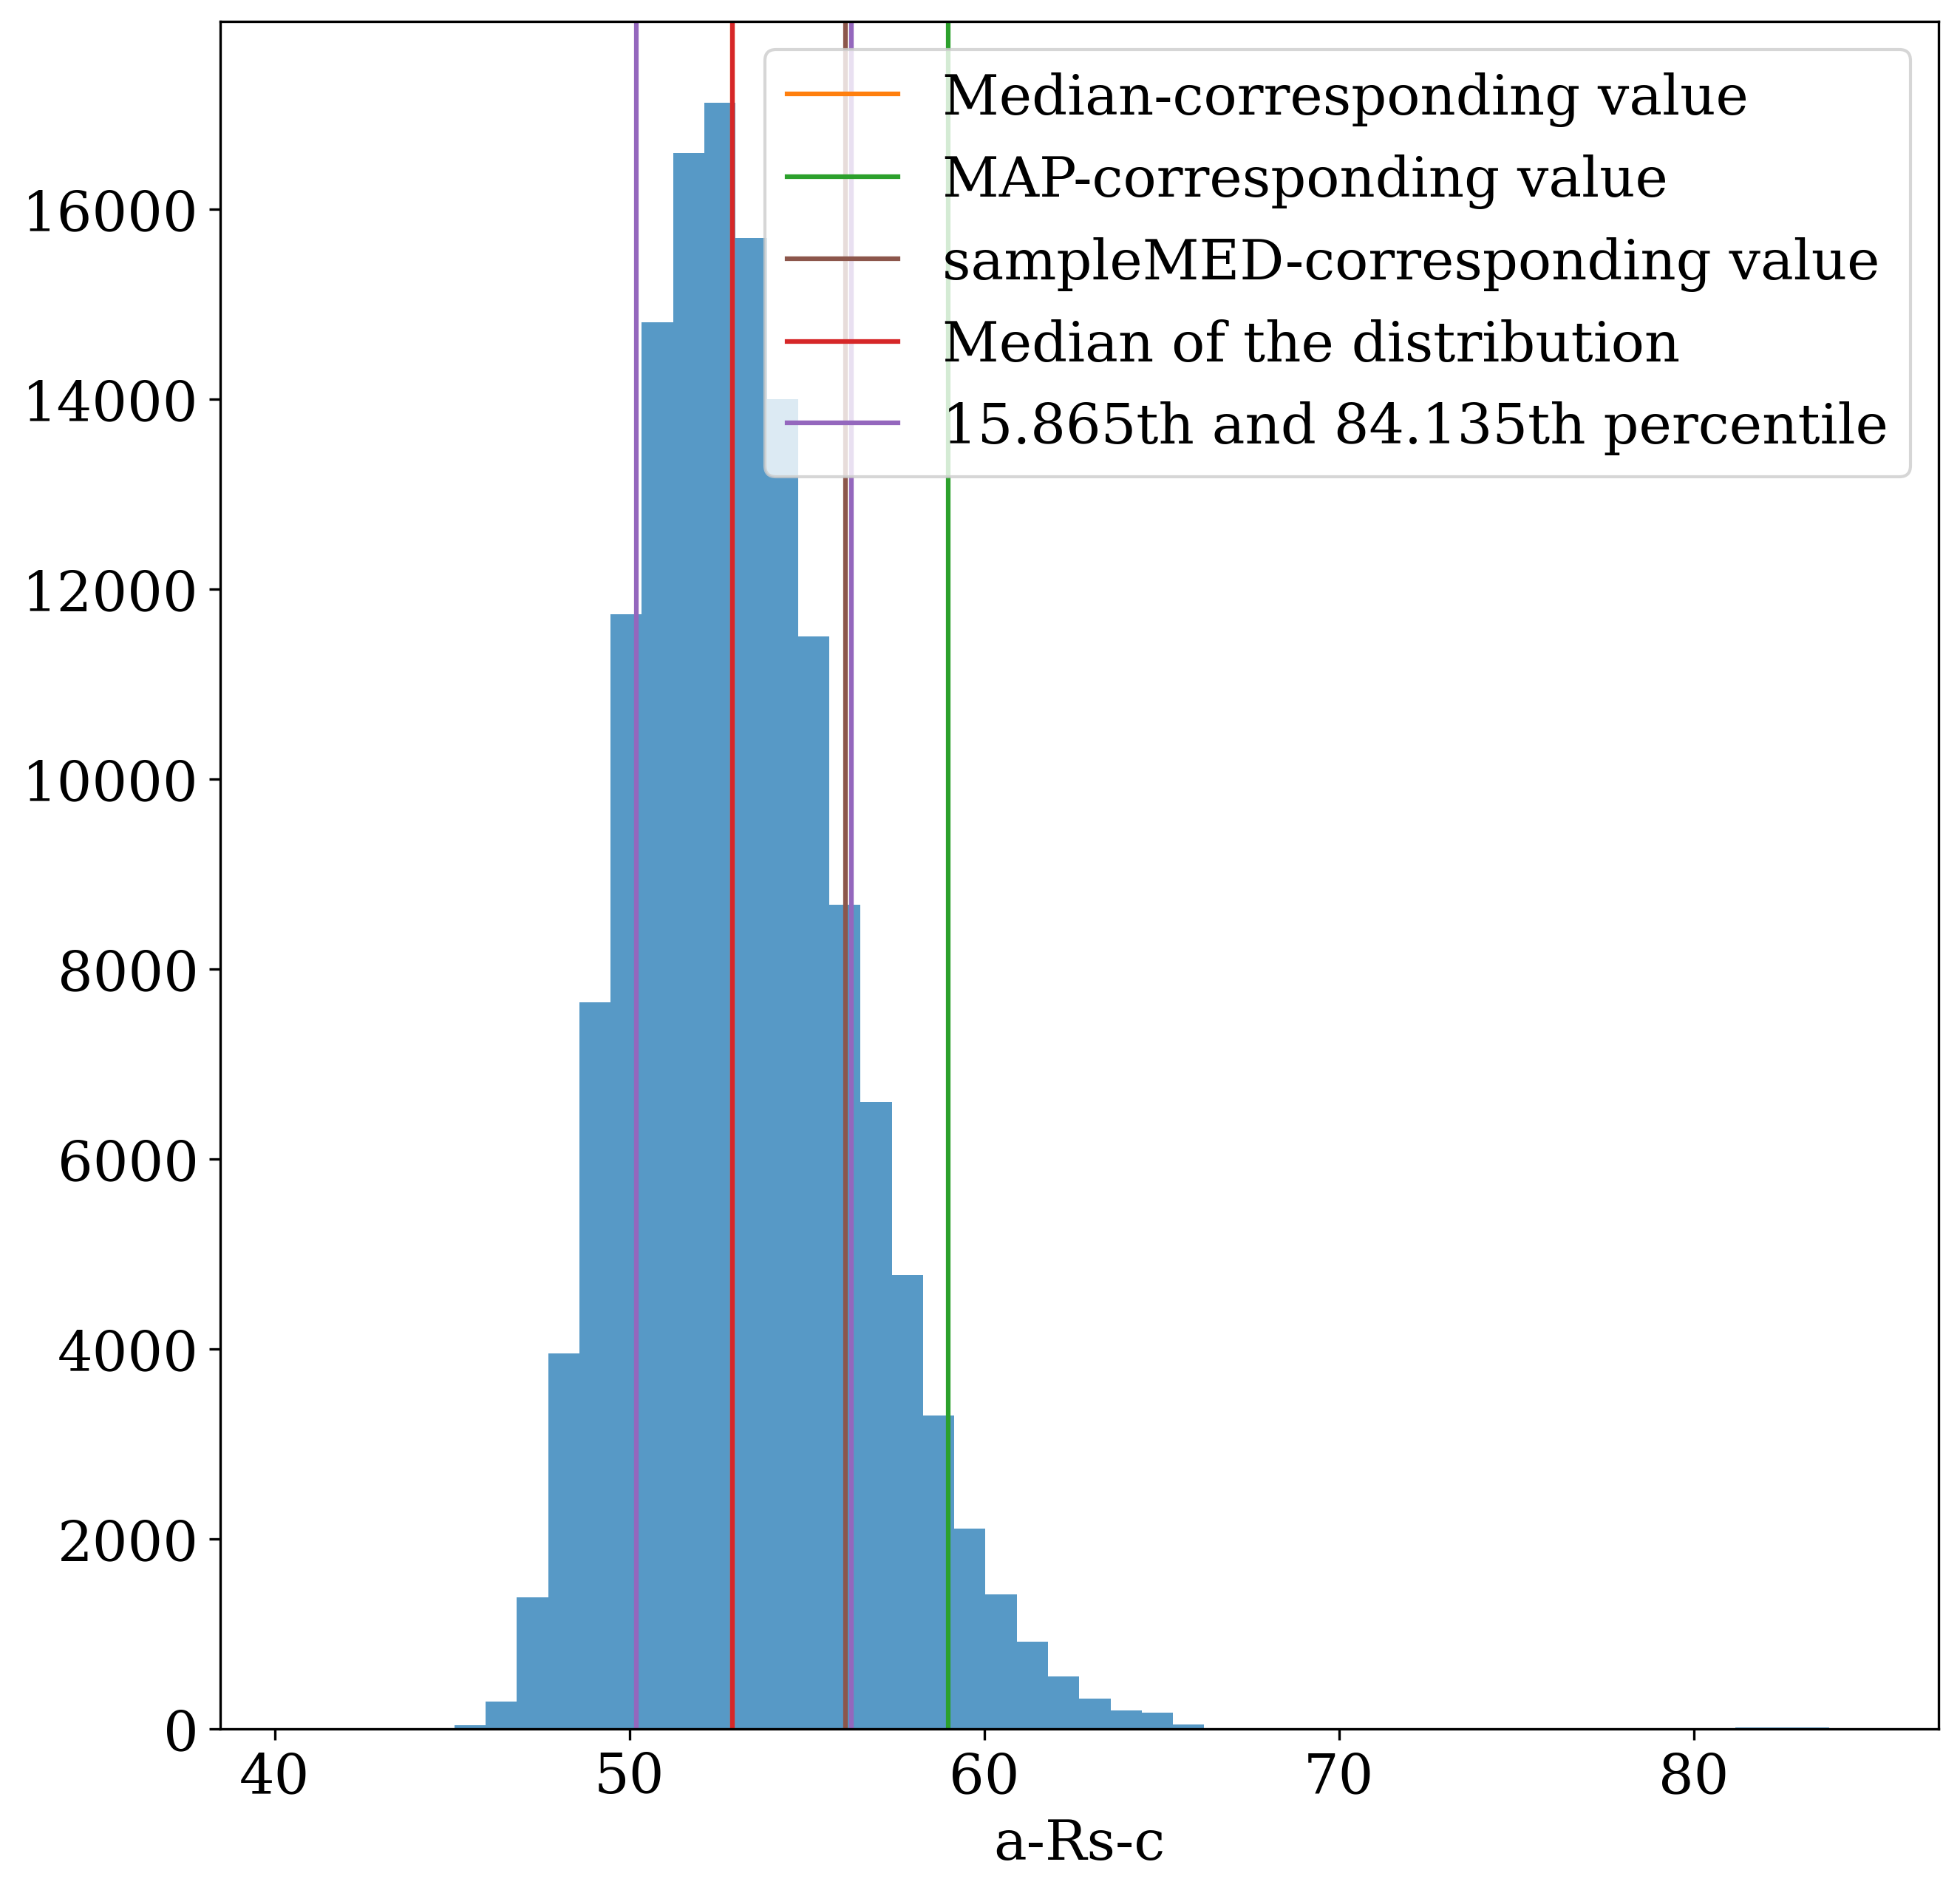 Median-corresponding value
MAP-corresponding value
sampleMED-corresponding value
Median of the distribution
15.865th and 84.135th percentile
16000
14000
12000
10000
8000
6000
4000
2000
0
40 50 60 70 80
a-Rs-c